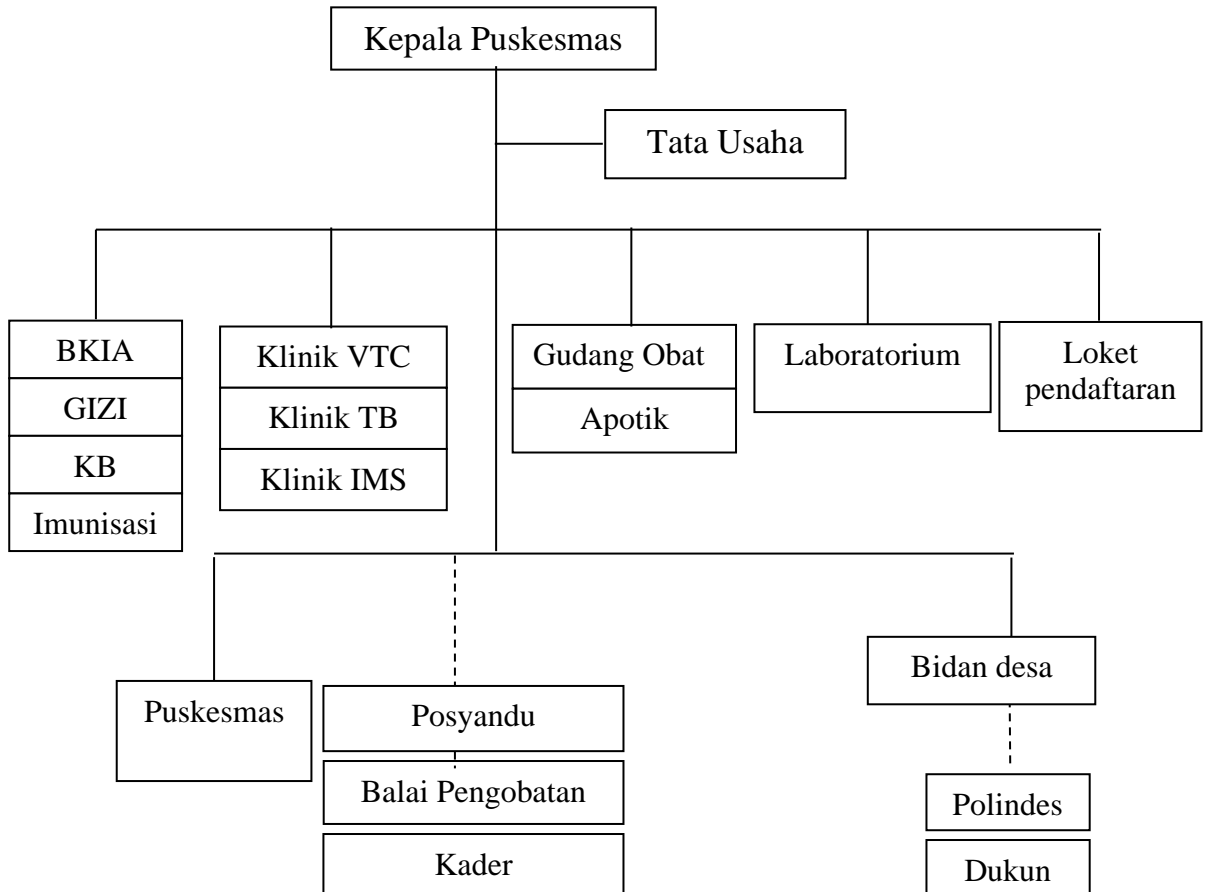 Kepala Puskesmas
Tata Usaha
BKIA
GIZI
KB
Imunisasi
Klinik VTC
Klinik TB
Klinik IMS
Gudang Obat
Apotik
Laboratorium
Loket
pendaftaran
Puskesmas
Posyandu
Balai Pengobatan
Kader
Bidan desa
Polindes
Dukun